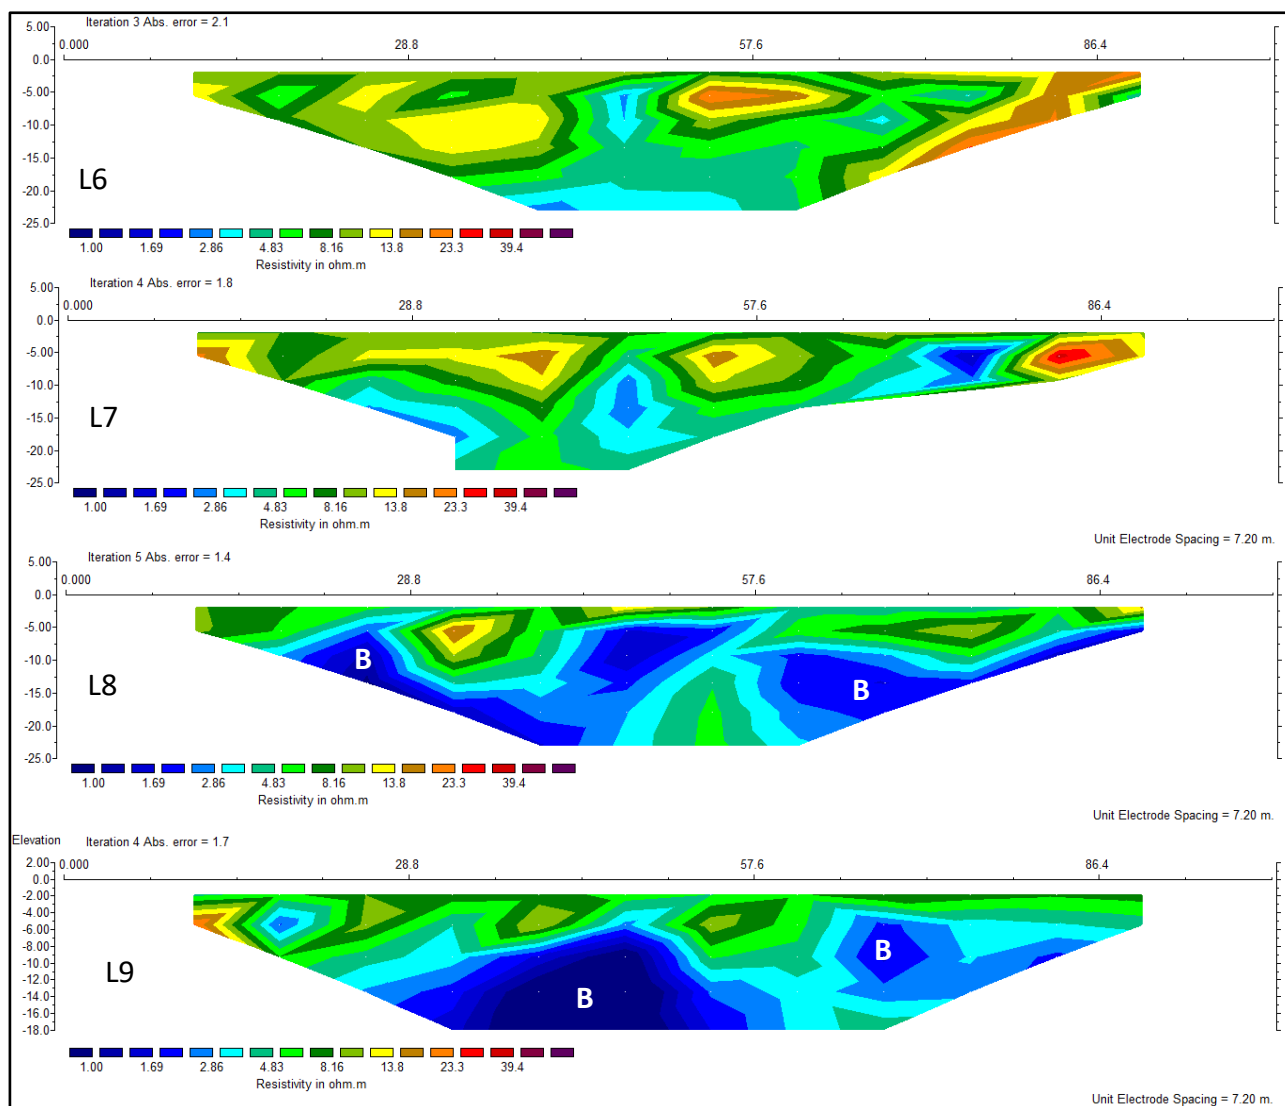 Iteration 3 Abs. error = 2.1
5.00
0.000 28.8 57.6 86.4
0.0
-5.00
-10.0
-15.0
-20.0
-25.0
L6
1.00 1.69 2.86 4.83 8.16 13.8 23.3 39.4
Resistivity in ohm.m
Iteration 4 Abs. error = 1.8
5.00
0.000 28.8 57.6 86.4
0.0
-5.00
-10.0
-15.0
-20.0
-25.0
L7
1.00 1.69 2.86 4.83 8.16 13.8 23.3 39.4
Resistivity in ohm.m
Unit Electrode Spacing = 7.20 m.
Iteration 5 Abs. error = 1.4
5.00
0.000 28.8 57.6 86.4
0.0
-5.00
-10.0
-15.0
-20.0
-25.0
B
L8
B
1.00 1.69 2.86 4.83 8.16 13.8 23.3 39.4
Resistivity in ohm.m
Unit Electrode Spacing = 7.20 m.
Elevation
Iteration 4 Abs. error = 1.7
2.00
0.000 28.8 57.6 86.4
0.0
-2.00
-4.00
-6.00
-8.00
-10.0
-12.0
-14.0
-16.0
-18.0
B
L9
B
1.00 1.69 2.86 4.83 8.16 13.8 23.3 39.4
Resistivity in ohm.m
Unit Electrode Spacing = 7.20 m.